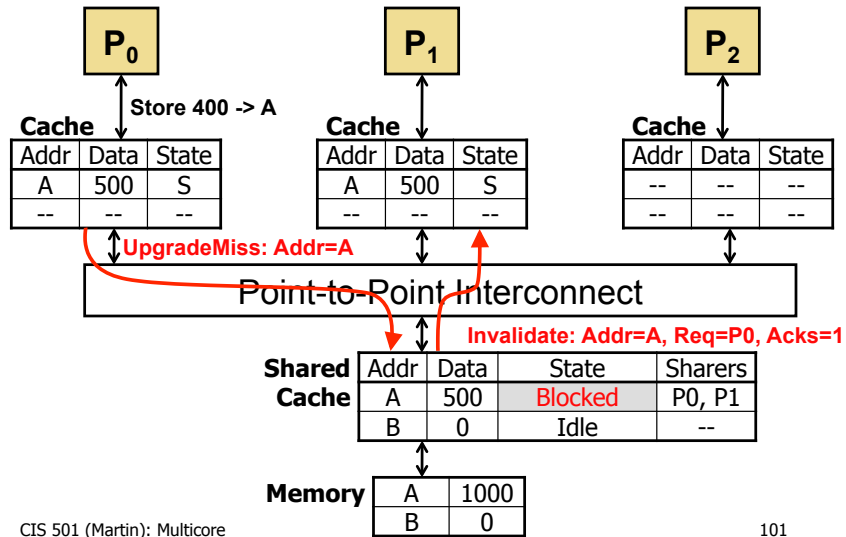 P0 P1 P2
Store 400 -> A
Cache Cache Cache
Addr Data State Addr Data State Addr Data State
A 500 S A 500 S -- -- --
-- -- -- -- -- -- -- -- --
UpgradeMiss: Addr=A
Point-to-Point Interconnect
Invalidate: Addr=A, Req=P0, Acks=1
Shared Addr Data State Sharers
Cache A 500 Blocked P0, P1
B 0 Idle --
Memory A 1000
B 0
CIS 501 (Martin): Multicore 101